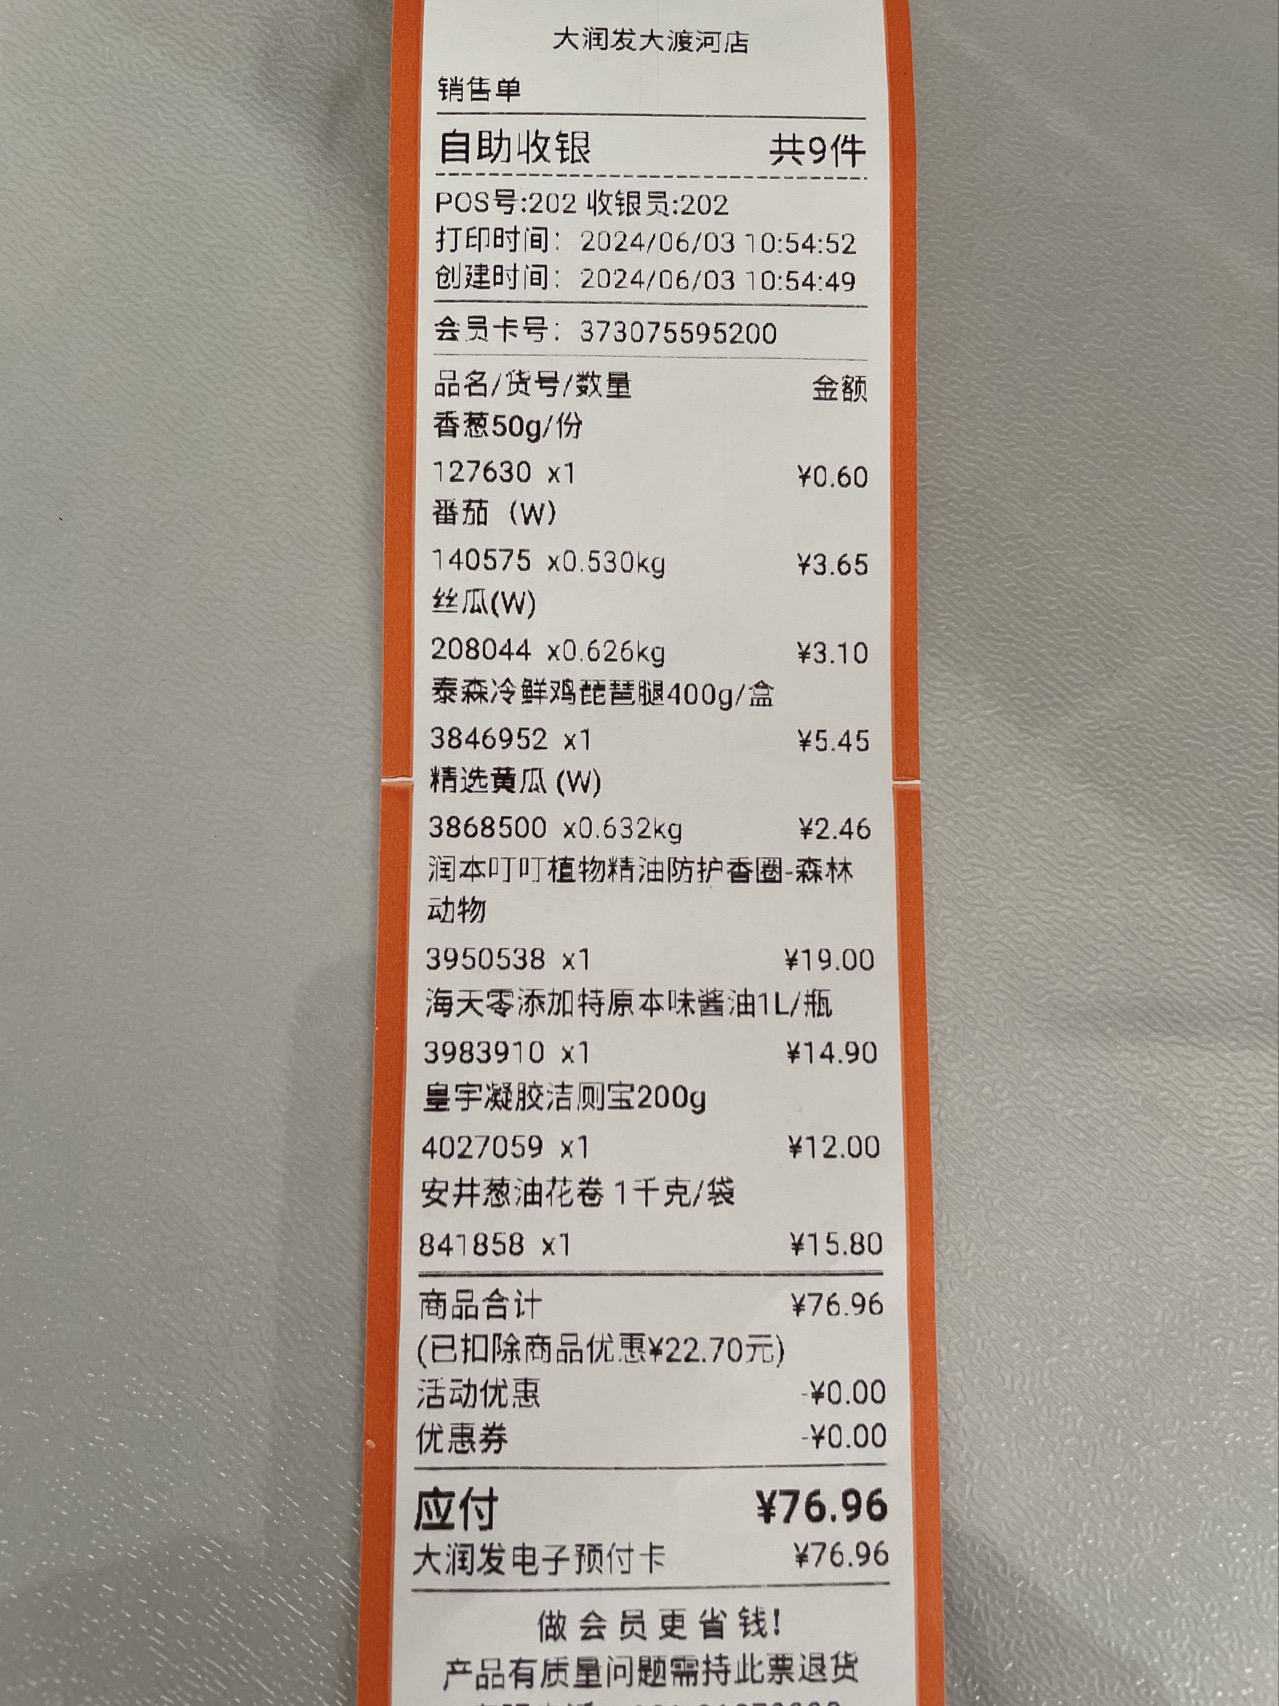 大润发大渡河店
销售单
自助收银 共9件
POS号:202 收银员:202
打印时间：2024/06/03 10:54:52
创建时间：2024/06/03 10:54:49
会员卡号：373075595200
品名/货号/数量 金额
香葱50g/份
127630 x1 ¥0.60
番茄（W）
140575 x0.530kg ¥3.65
丝瓜(W)
208044 x0.626kg ¥3.10
泰森冷鲜鸡琵琶腿400g/盒
3846952 x1 ¥5.45
精选黄瓜 (W)
3868500 x0.632kg ¥2.46
润本叮叮植物精油防护香圈-森林
动物
3950538 x1 ¥19.00
海天零添加特原本味酱油1L/瓶
3983910 x1 ¥14.90
皇宇凝胶洁厕宝200g
4027059 x1 ¥12.00
安井葱油花卷 1千克/袋
841858 x1 ¥15.80
商品合计 ¥76.96
(已扣除商品优惠¥22.70元)
活动优惠 -¥0.00
优惠券 -¥0.00
应付 ¥76.96
大润发电子预付卡 ¥76.96
做会员更省钱!
产品有质量问题需持此票退货